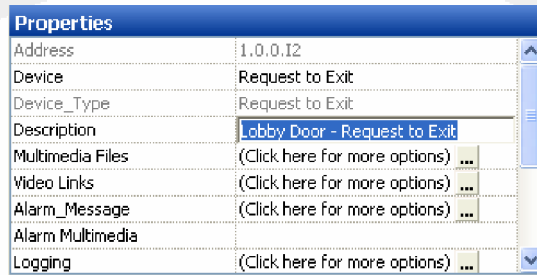 Properties
Address 1.0.0.I2
Device Request to Exit
Device_Type Request to Exit
Description Lobby Door - Request to Exit
Multimedia Files (Click here for more options) ...
Video Links (Click here for more options) ...
Alarm_Message (Click here for more options) ...
Alarm Multimedia
Logging (Click here for more options) ...